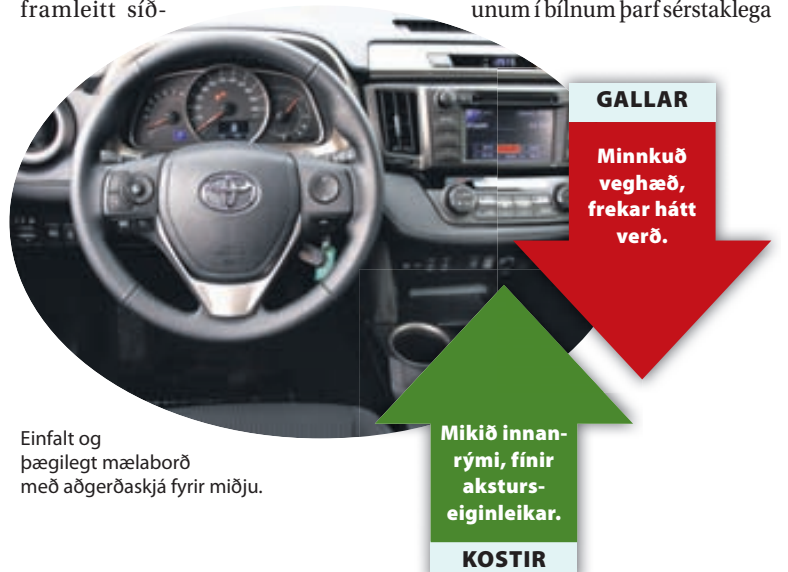 framleitt síð-
unum í bílnum þarf sérstaklega
GALLAR
Minnkuð
veghæð,
frekar hátt
verð.
Einfalt og
þægilegt mælaborð
með aðgerðaskjá fyrir miðju.
Mikið innan-
rými, fínir
aksturs-
eiginleikar.
KOSTIR